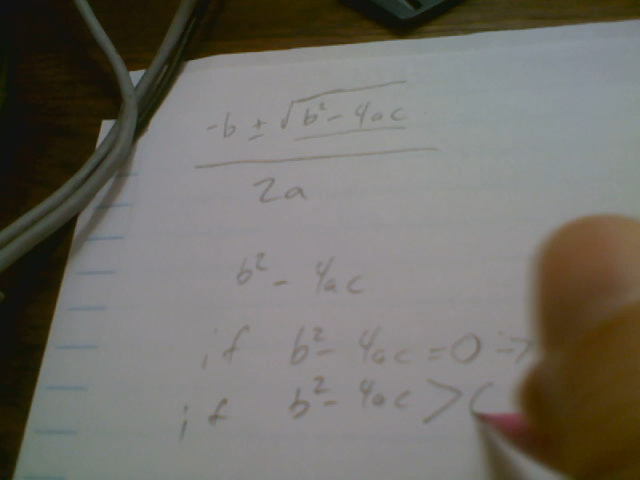 -b ± √b² - 4ac
2a
b² - 4ac
if b² - 4ac = 0 ->
if b² - 4ac >